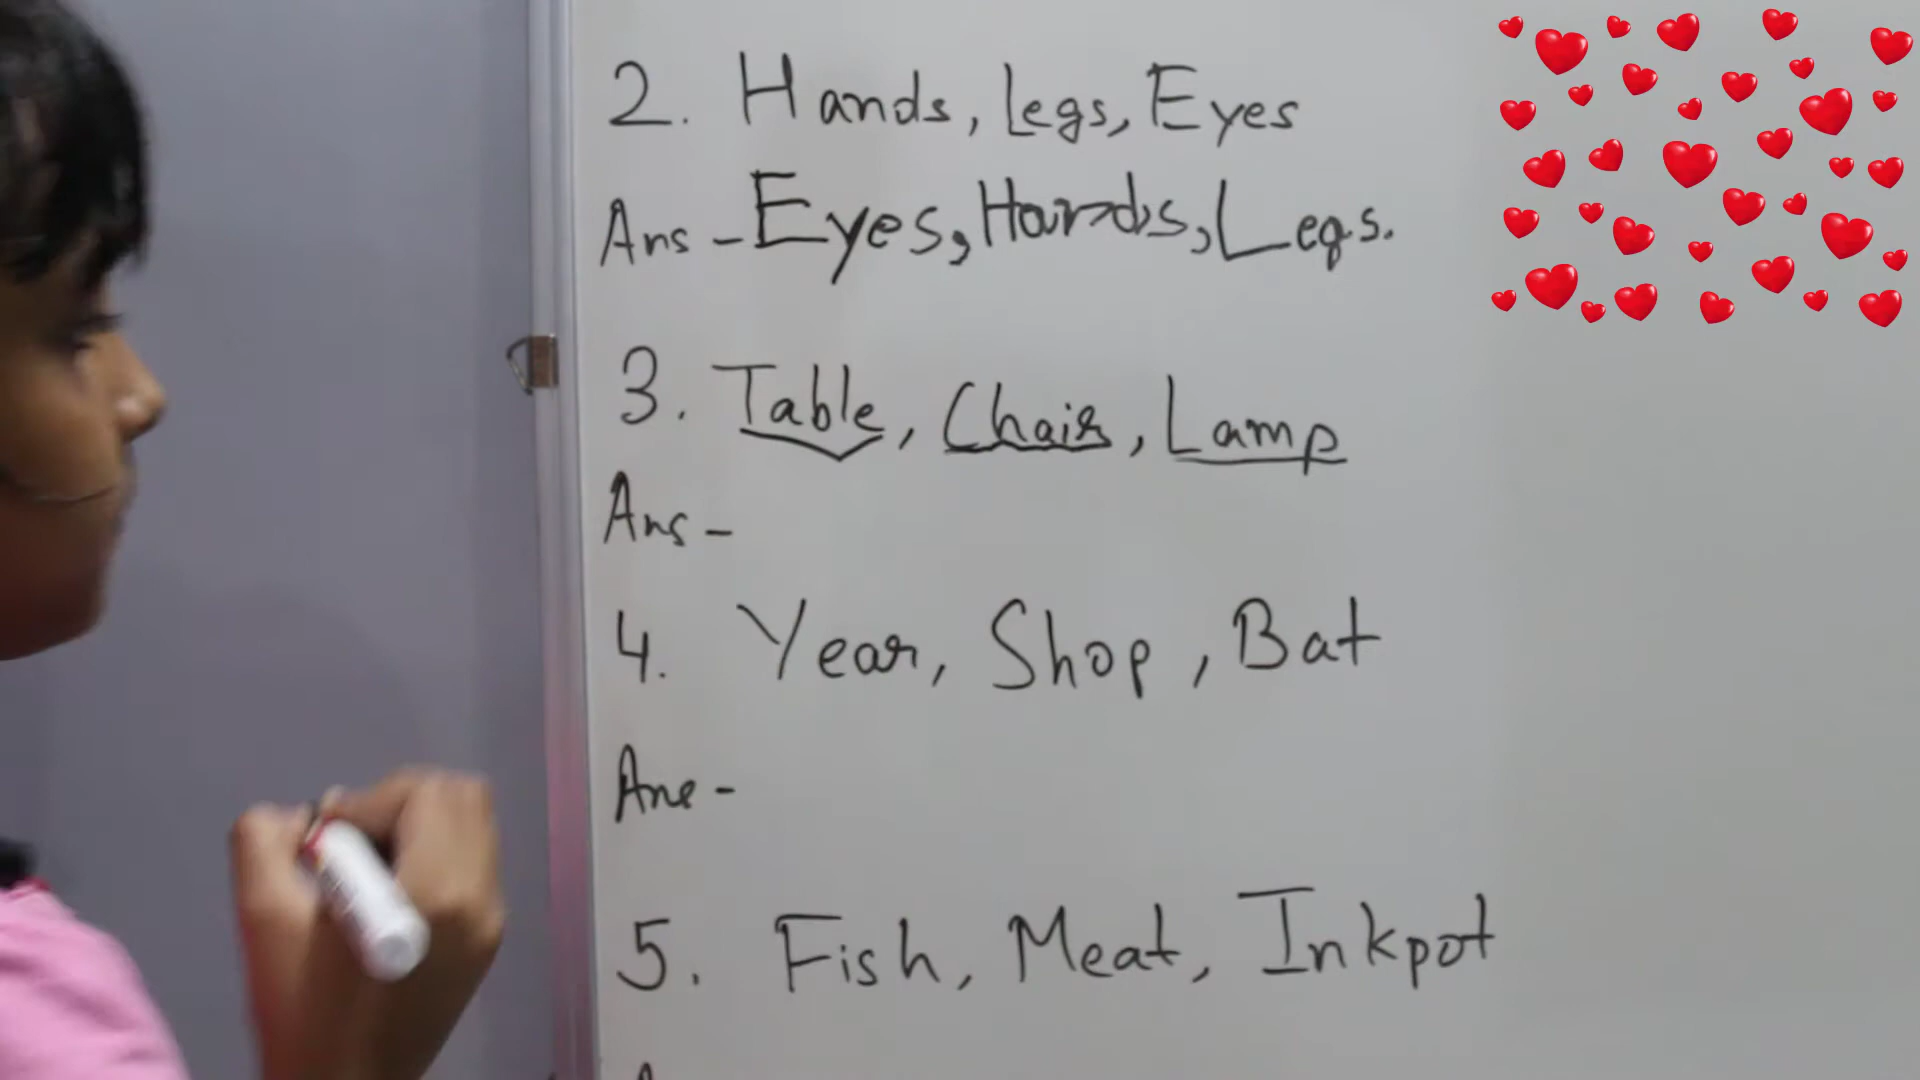 2. Hands, Legs, Eyes
Ans - Eyes, Hands, Legs.
3. Table, Chair, Lamp
Ans -
4. Year, Shop, Bat
Ans -
5. Fish, Meat, Inkpot